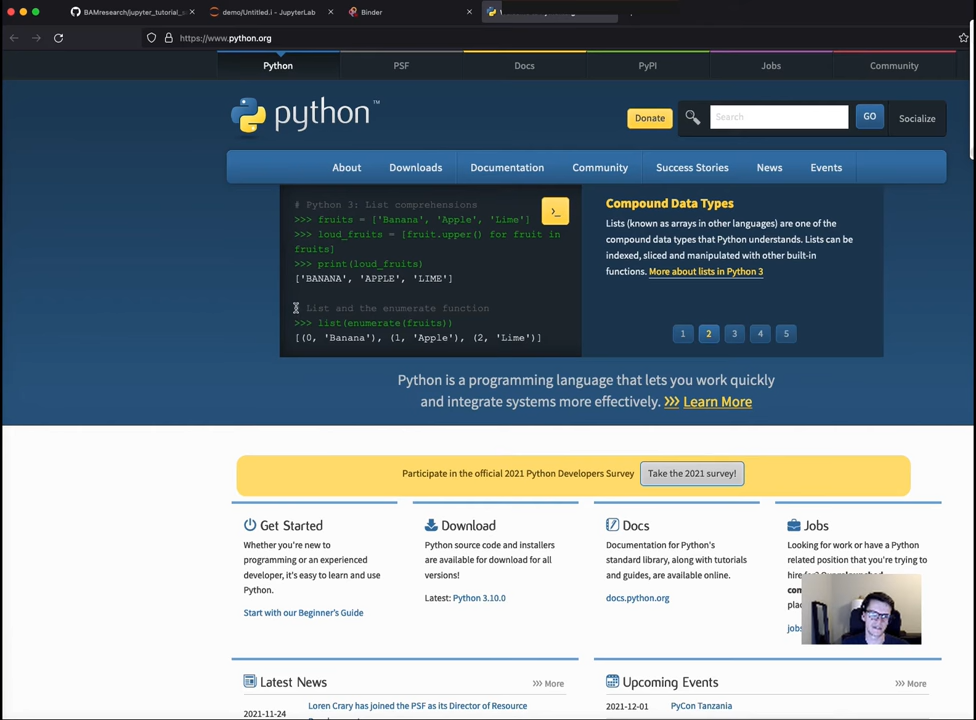 BAMresearch/jupyter_tutorial_
demo/Untitled.i - JupyterLab
Binder
https://www.python.org
Python
PSF
Docs
PyPI
Jobs
Community
python™
Donate
Search
GO
Socialize
About
Downloads
Documentation
Community
Success Stories
News
Events
# Python 3: List comprehensions
>>> fruits = ['Banana', 'Apple', 'Lime']
>>> loud_fruits = [fruit.upper() for fruit in
fruits]
>>> print(loud_fruits)
['BANANA', 'APPLE', 'LIME']
List and the enumerate function
>>> list(enumerate(fruits))
[(0, 'Banana'), (1, 'Apple'), (2, 'Lime')]
>_
Compound Data Types
Lists (known as arrays in other languages) are one of the
compound data types that Python understands. Lists can be
indexed, sliced and manipulated with other built-in
functions. More about lists in Python 3
1
2
3
4
5
Python is a programming language that lets you work quickly
and integrate systems more effectively. >>> Learn More
Participate in the official 2021 Python Developers Survey
Take the 2021 survey!
Get Started
Whether you're new to
programming or an experienced
developer, it's easy to learn and use
Python.
Start with our Beginner's Guide
Download
Python source code and installers
are available for download for all
versions!
Latest: Python 3.10.0
Docs
Documentation for Python's
standard library, along with tutorials
and guides, are available online.
docs.python.org
Jobs
Looking for work or have a Python
related position that you're trying to
Latest News
>>> More
2021-11-24
Loren Crary has joined the PSF as its Director of Resource
Upcoming Events
>>> More
2021-12-01
PyCon Tanzania